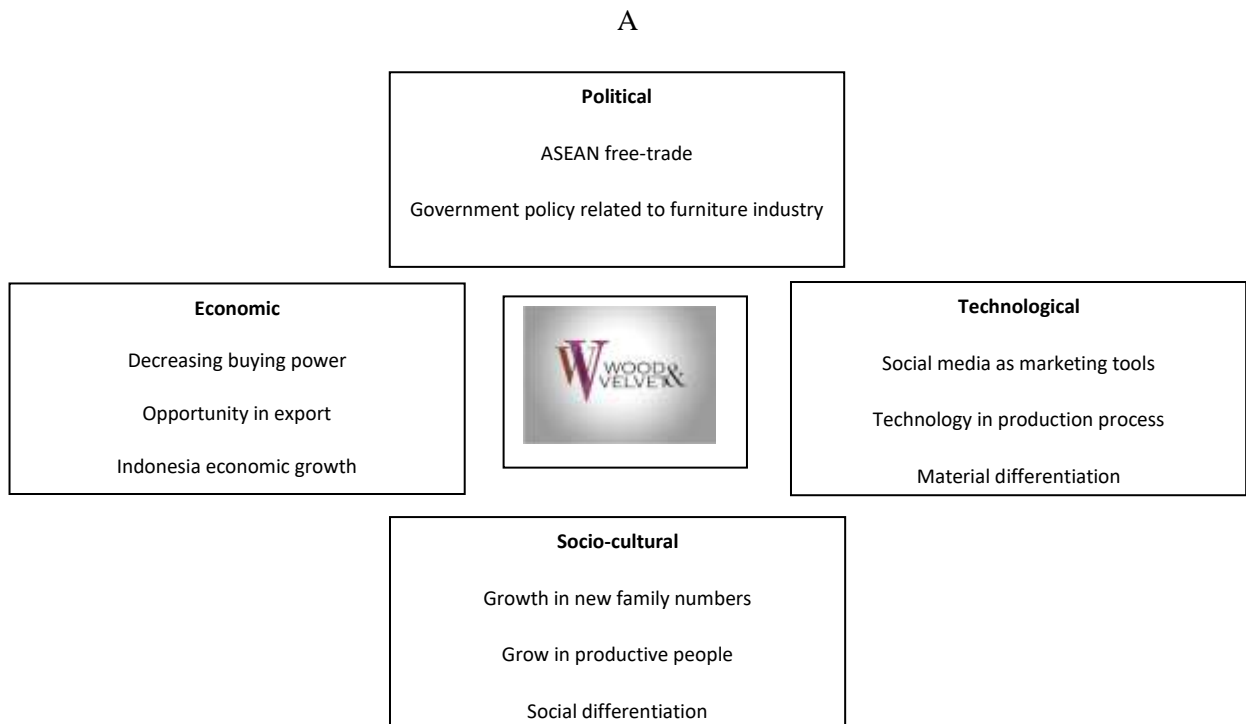 A
Political
ASEAN free-trade
Government policy related to furniture industry
Economic
Decreasing buying power
Opportunity in export
Indonesia economic growth
W WOOD &
VELVET
Technological
Social media as marketing tools
Technology in production process
Material differentiation
Socio-cultural
Growth in new family numbers
Grow in productive people
Social differentiation